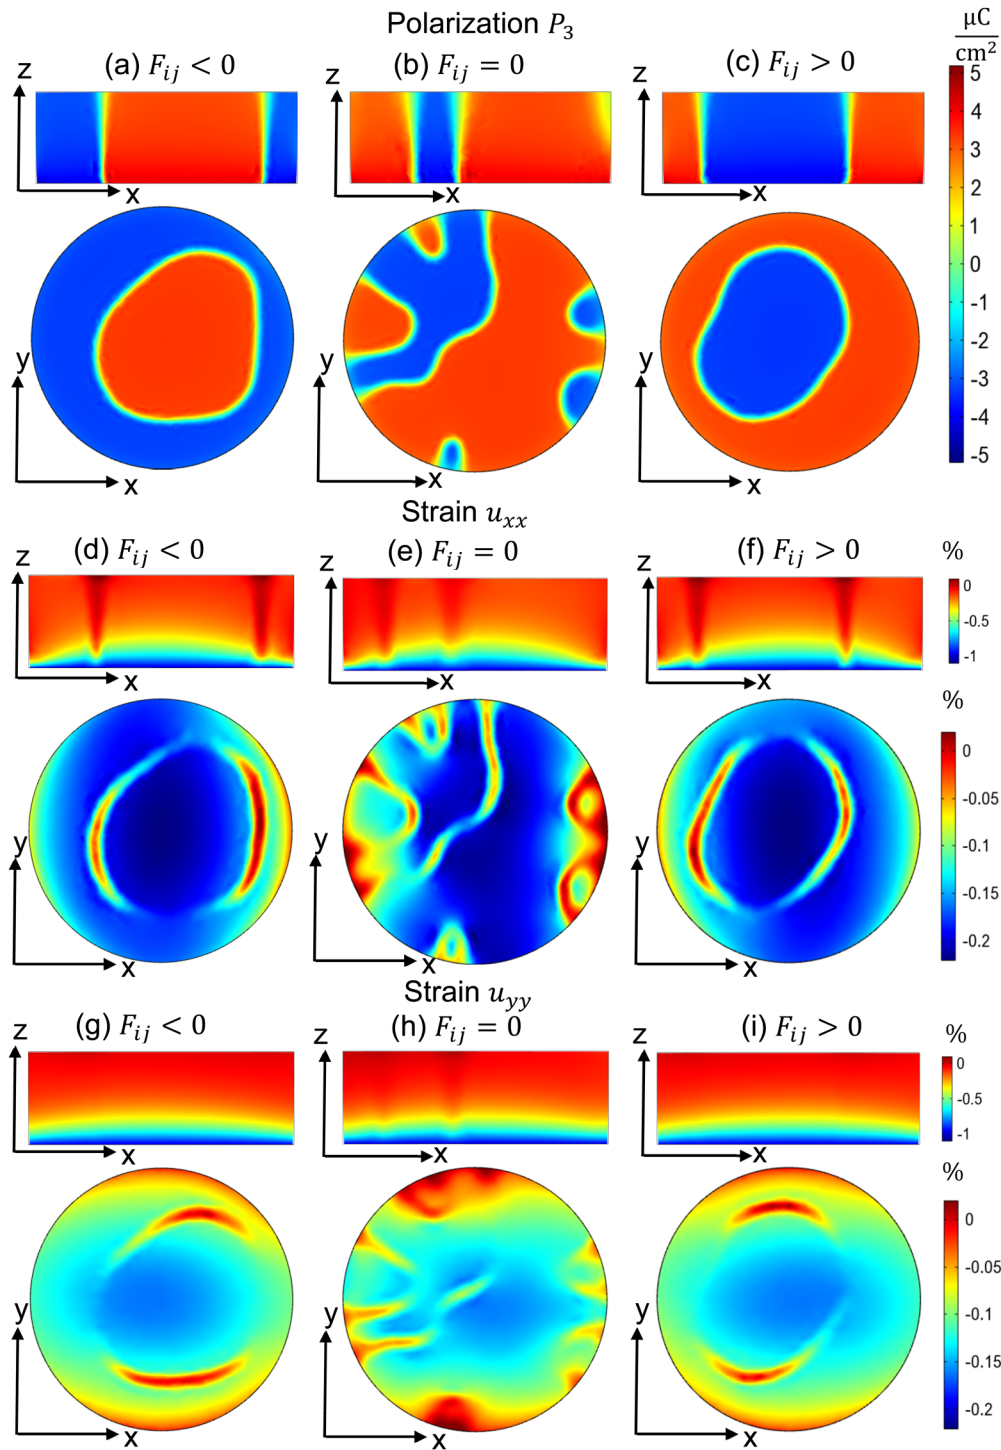 Polarization P₃
μC
cm²
(a) Fᵢⱼ < 0
(b) Fᵢⱼ = 0
(c) Fᵢⱼ > 0
z
z
z
5
4
3
2
1
0
-1
-2
-3
-4
-5
x
x
x
y
y
y
x
x
x
Strain uₓₓ
(d) Fᵢⱼ < 0
(e) Fᵢⱼ = 0
(f) Fᵢⱼ > 0
%
z
z
z
0
-0.5
-1
x
x
x
%
0
-0.05
-0.1
-0.15
-0.2
y
y
y
x
x
x
Strain u_yy
(g) Fᵢⱼ < 0
(h) Fᵢⱼ = 0
(i) Fᵢⱼ > 0
%
z
z
z
0
-0.5
-1
x
x
x
%
0
-0.05
-0.1
-0.15
-0.2
y
y
y
x
x
x